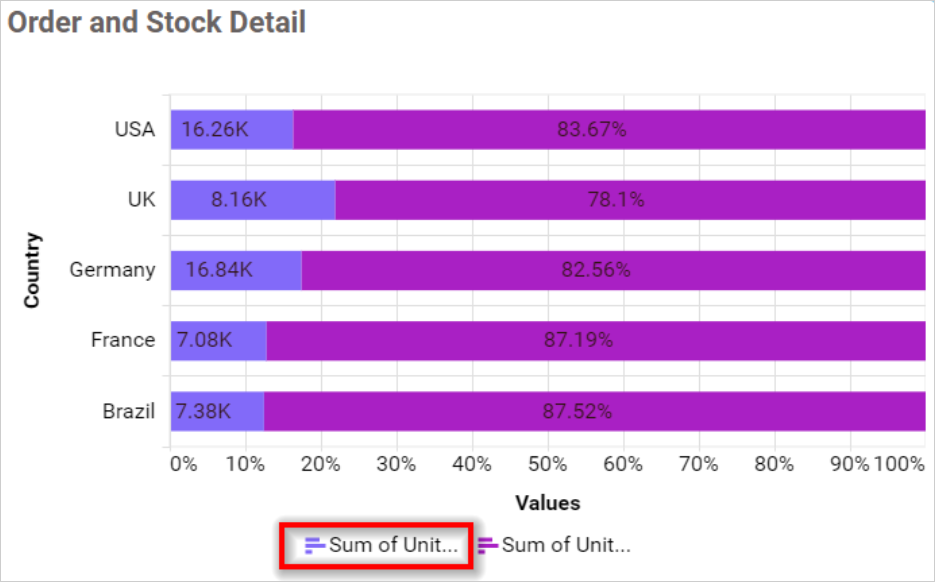 Order and Stock Detail
USA 16.26K 83.67%
UK 8.16K 78.1%
Germany 16.84K 82.56%
France 7.08K 87.19%
Brazil 7.38K 87.52%
Country
0% 10% 20% 30% 40% 50% 60% 70% 80% 90% 100%
Values
Sum of Unit... Sum of Unit...